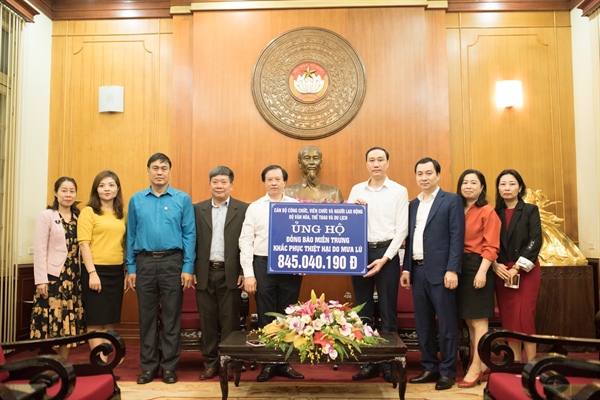 CÁN BỘ CÔNG CHỨC, VIÊN CHỨC VÀ NGƯỜI LAO ĐỘNG
BỘ VĂN HÓA, THỂ THAO VÀ DU LỊCH
ỦNG HỘ
ĐỒNG BÀO MIỀN TRUNG
KHẮC PHỤC THIỆT HẠI DO MƯA LŨ
845.040.190 Đ